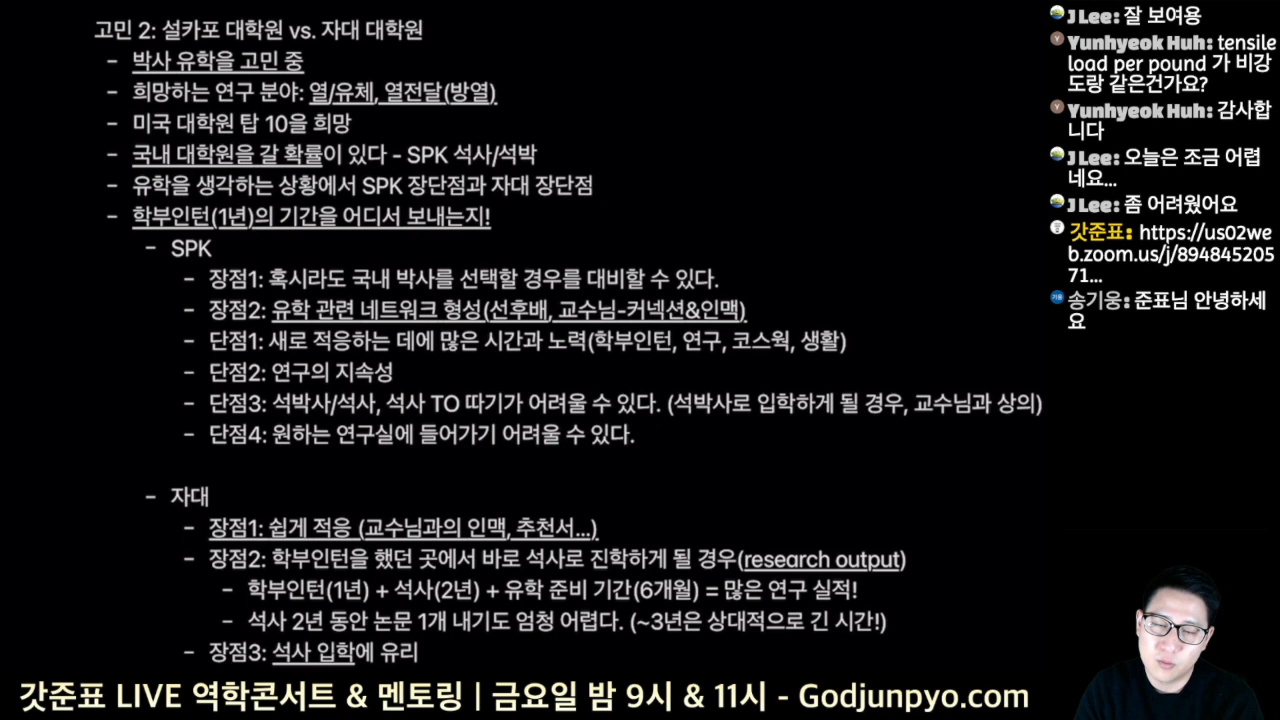 고민 2: 설카포 대학원 vs. 자대 대학원
- 박사 유학을 고민 중
- 희망하는 연구 분야: 열/유체, 열전달(방열)
- 미국 대학원 탑 10을 희망
- 국내 대학원을 갈 확률이 있다 - SPK 석사/석박
- 유학을 생각하는 상황에서 SPK 장단점과 자대 장단점
- 학부인턴(1년)의 기간을 어디서 보내는지!
- SPK
- 장점1: 혹시라도 국내 박사를 선택할 경우를 대비할 수 있다.
- 장점2: 유학 관련 네트워크 형성(선후배, 교수님-커넥션&인맥)
- 단점1: 새로 적응하는 데에 많은 시간과 노력(학부인턴, 연구, 코스웍, 생활)
- 단점2: 연구의 지속성
- 단점3: 석박사/석사, 석사 TO 따기가 어려울 수 있다. (석박사로 입학하게 될 경우, 교수님과 상의)
- 단점4: 원하는 연구실에 들어가기 어려울 수 있다.
- 자대
- 장점1: 쉽게 적응 (교수님과의 인맥, 추천서...)
- 장점2: 학부인턴을 했던 곳에서 바로 석사로 진학하게 될 경우(research output)
- 학부인턴(1년) + 석사(2년) + 유학 준비 기간(6개월) = 많은 연구 실적!
- 석사 2년 동안 논문 1개 내기도 엄청 어렵다. (~3년은 상대적으로 긴 시간!)
- 장점3: 석사 입학에 유리
J Lee: 잘 보여용
Yunhyeok Huh: tensile
load per pound 가 비강
도랑 같은건가요?
Yunhyeok Huh: 감사합
니다
J Lee: 오늘은 조금 어렵
네요...
J Lee: 좀 어려웠어요
갓준표: https://us02we
b.zoom.us/j/894845205
71...
송기웅: 준표님 안녕하세
요
갓준표 LIVE 역학콘서트 & 멘토링 | 금요일 밤 9시 & 11시 - Godjunpyo.com